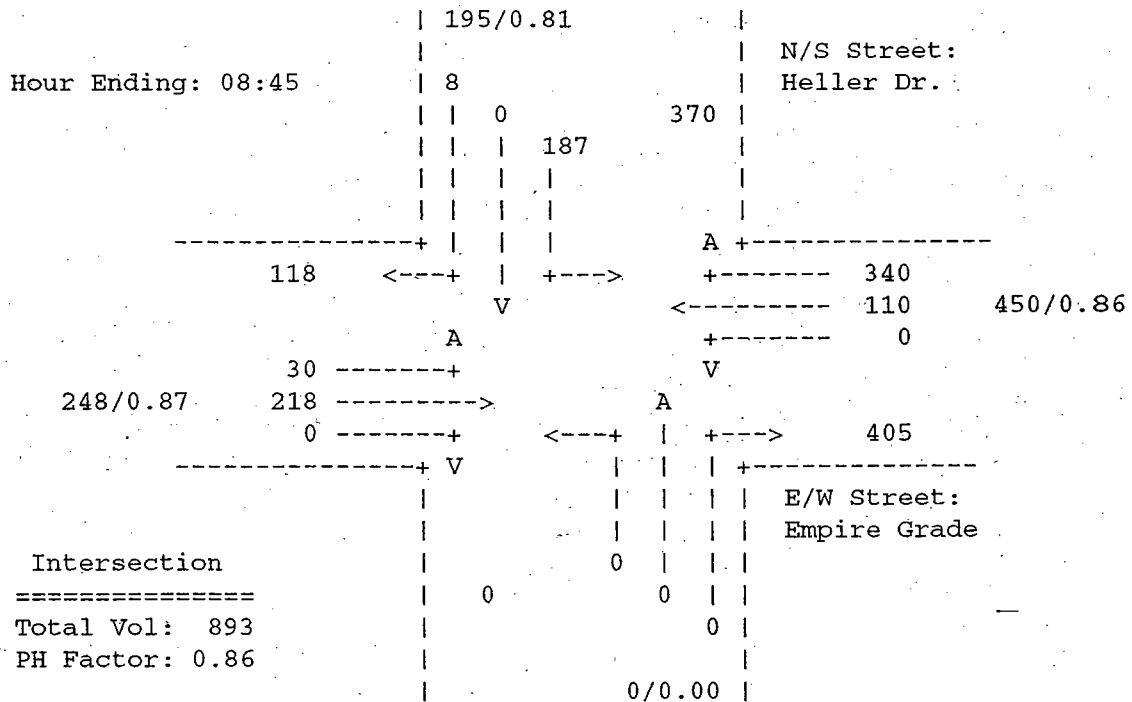 | 195/0.81 |
| | N/S Street:
Hour Ending: 08:45 | 8 | Heller Dr.
| | 0 370 |
| | | 187 |
| | | | |
| | | | |
| | | | |
---------------+ | | | A +---------------
118 <---+ | +---> +------- 340
V <--------- 110 450/0.86
A +------- 0
30 -------+ V
248/0.87 218 ---------> A
0 -------+ <---+ | +---> 405
---------------+ V | | | +--------------
| | | | | E/W Street:
| | | | | Empire Grade
Intersection | 0 | | |
=============== | 0 0 | |
Total Vol: 893 | 0 |
PH Factor: 0.86 | |
| 0/0.00 |